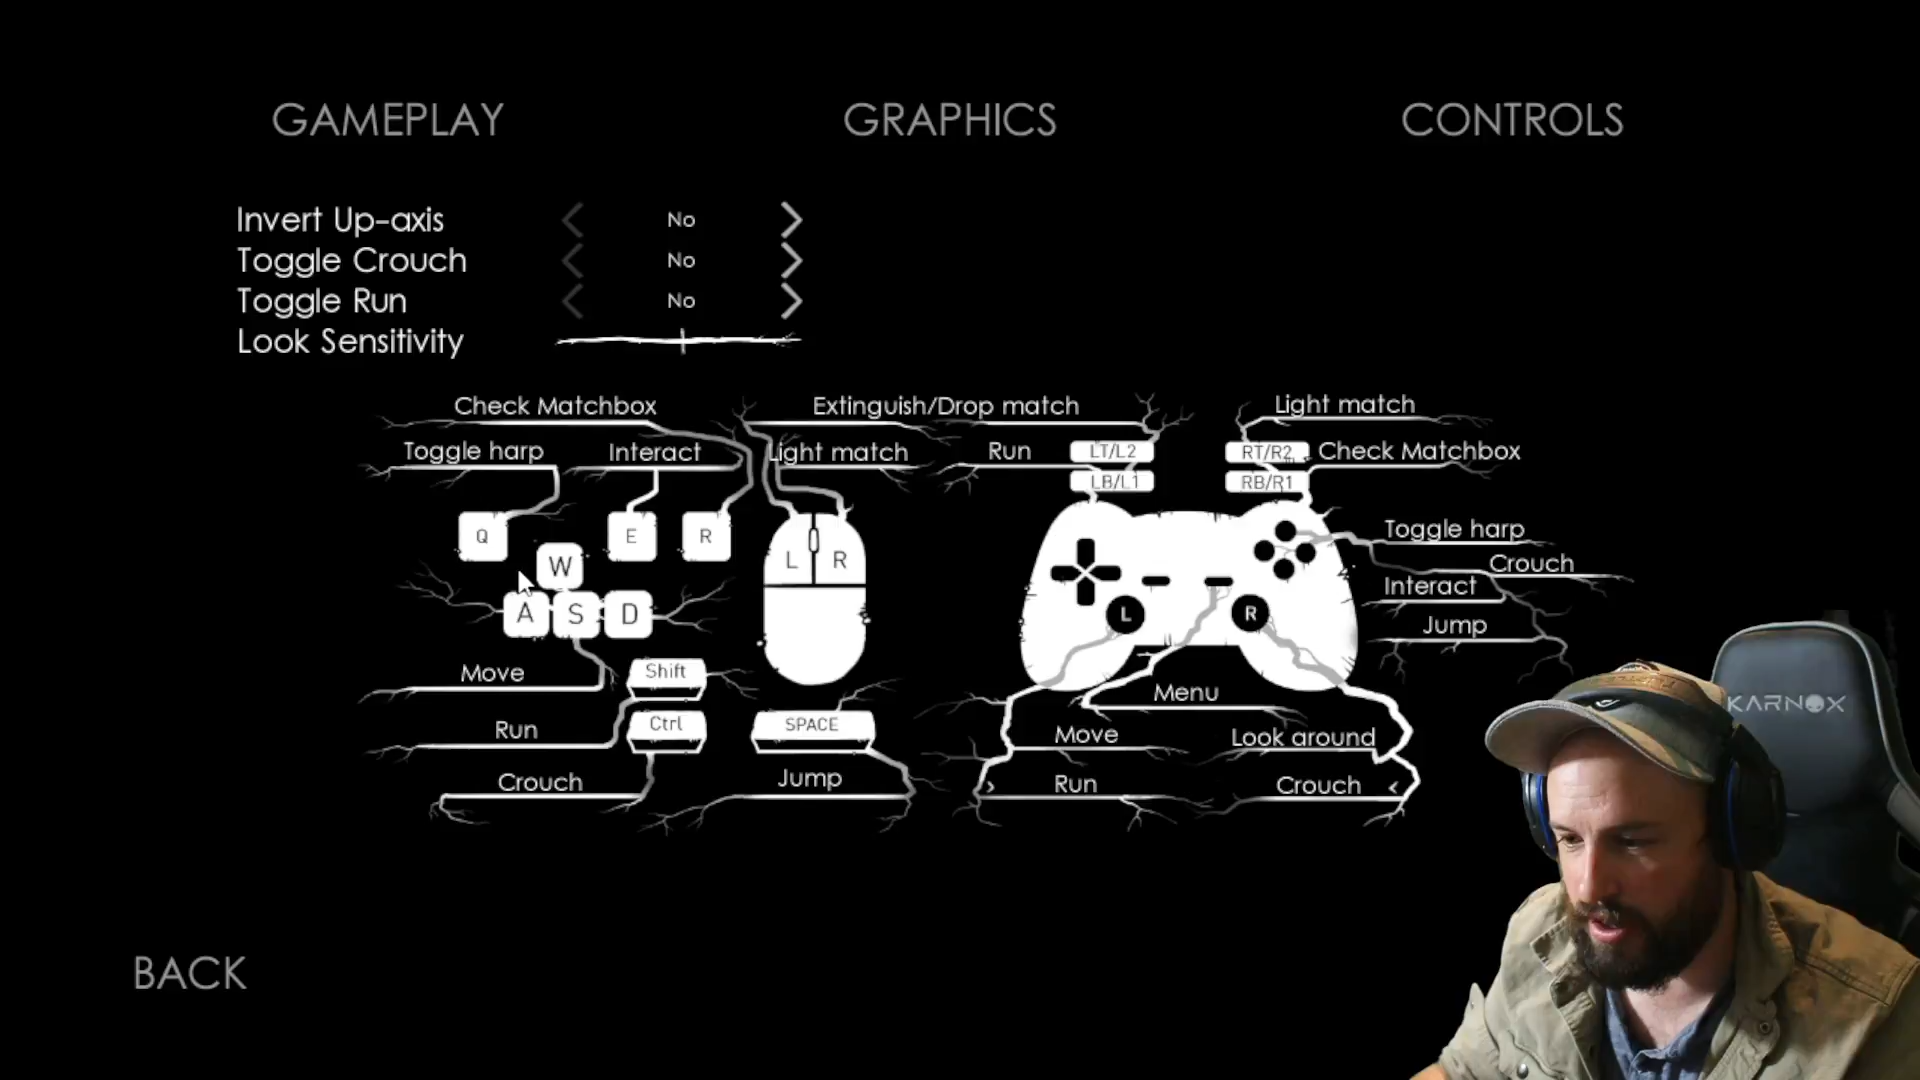 GAMEPLAY GRAPHICS CONTROLS
Invert Up-axis No
Toggle Crouch No
Toggle Run No
Look Sensitivity
Check Matchbox Extinguish/Drop match Light match
Toggle harp Interact Light match Run LT/L2 RT/R2 Check Matchbox
LB/L1 RB/R1
Q E R L R Toggle harp
W Crouch
A S D L R Interact
Jump
Move Shift Menu
Run Ctrl SPACE Move Look around
Crouch Jump Run Crouch
KARNOX
BACK